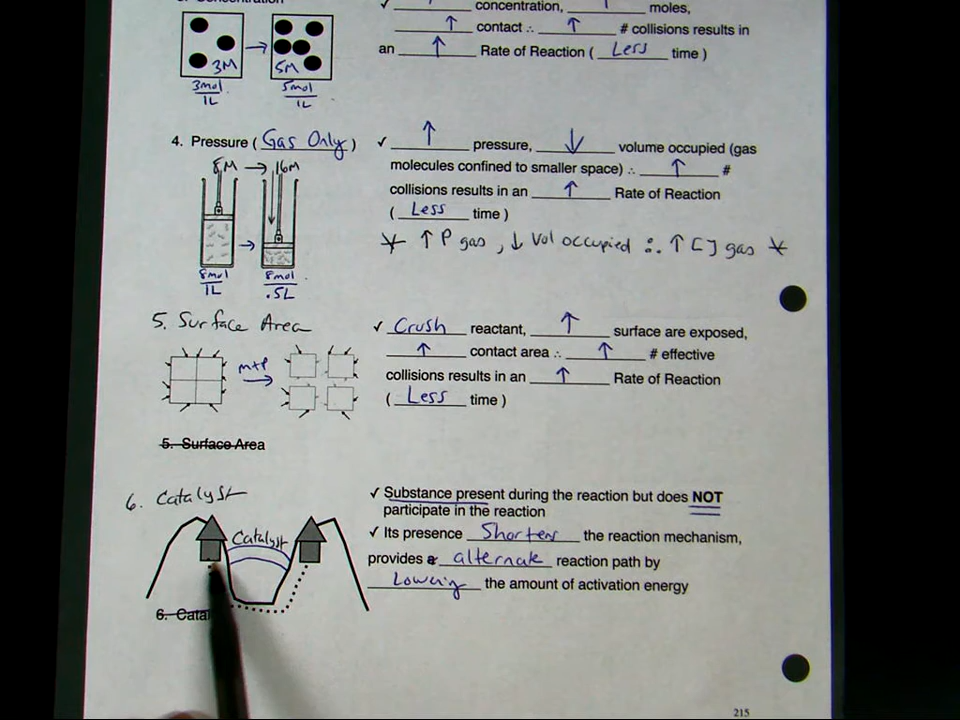 ✓ ____ concentration, ____ moles,
↑ contact ∴ ↑ # collisions results in
an ↑ Rate of Reaction ( Less time )
3M
5M
3mol
1L
5mol
1L
4. Pressure ( Gas Only )
✓ ↑ pressure, ↓ volume occupied (gas
molecules confined to smaller space) ∴ ↑ #
collisions results in an ↑ Rate of Reaction
( Less time )
* ↑ P gas, ↓ Vol occupied ∴ ↑ [ ] gas *
8M → 16M
8mol
1L
8mol
.5L
5. Surface Area
✓ Crush reactant, ↑ surface are exposed,
↑ contact area ∴ ↑ # effective
collisions results in an ↑ Rate of Reaction
( Less time )
5. Surface Area
6. Catalyst
✓ Substance present during the reaction but does NOT
participate in the reaction
✓ Its presence Shortens the reaction mechanism,
provides a alternate reaction path by
Lowering the amount of activation energy
Catalyst
215